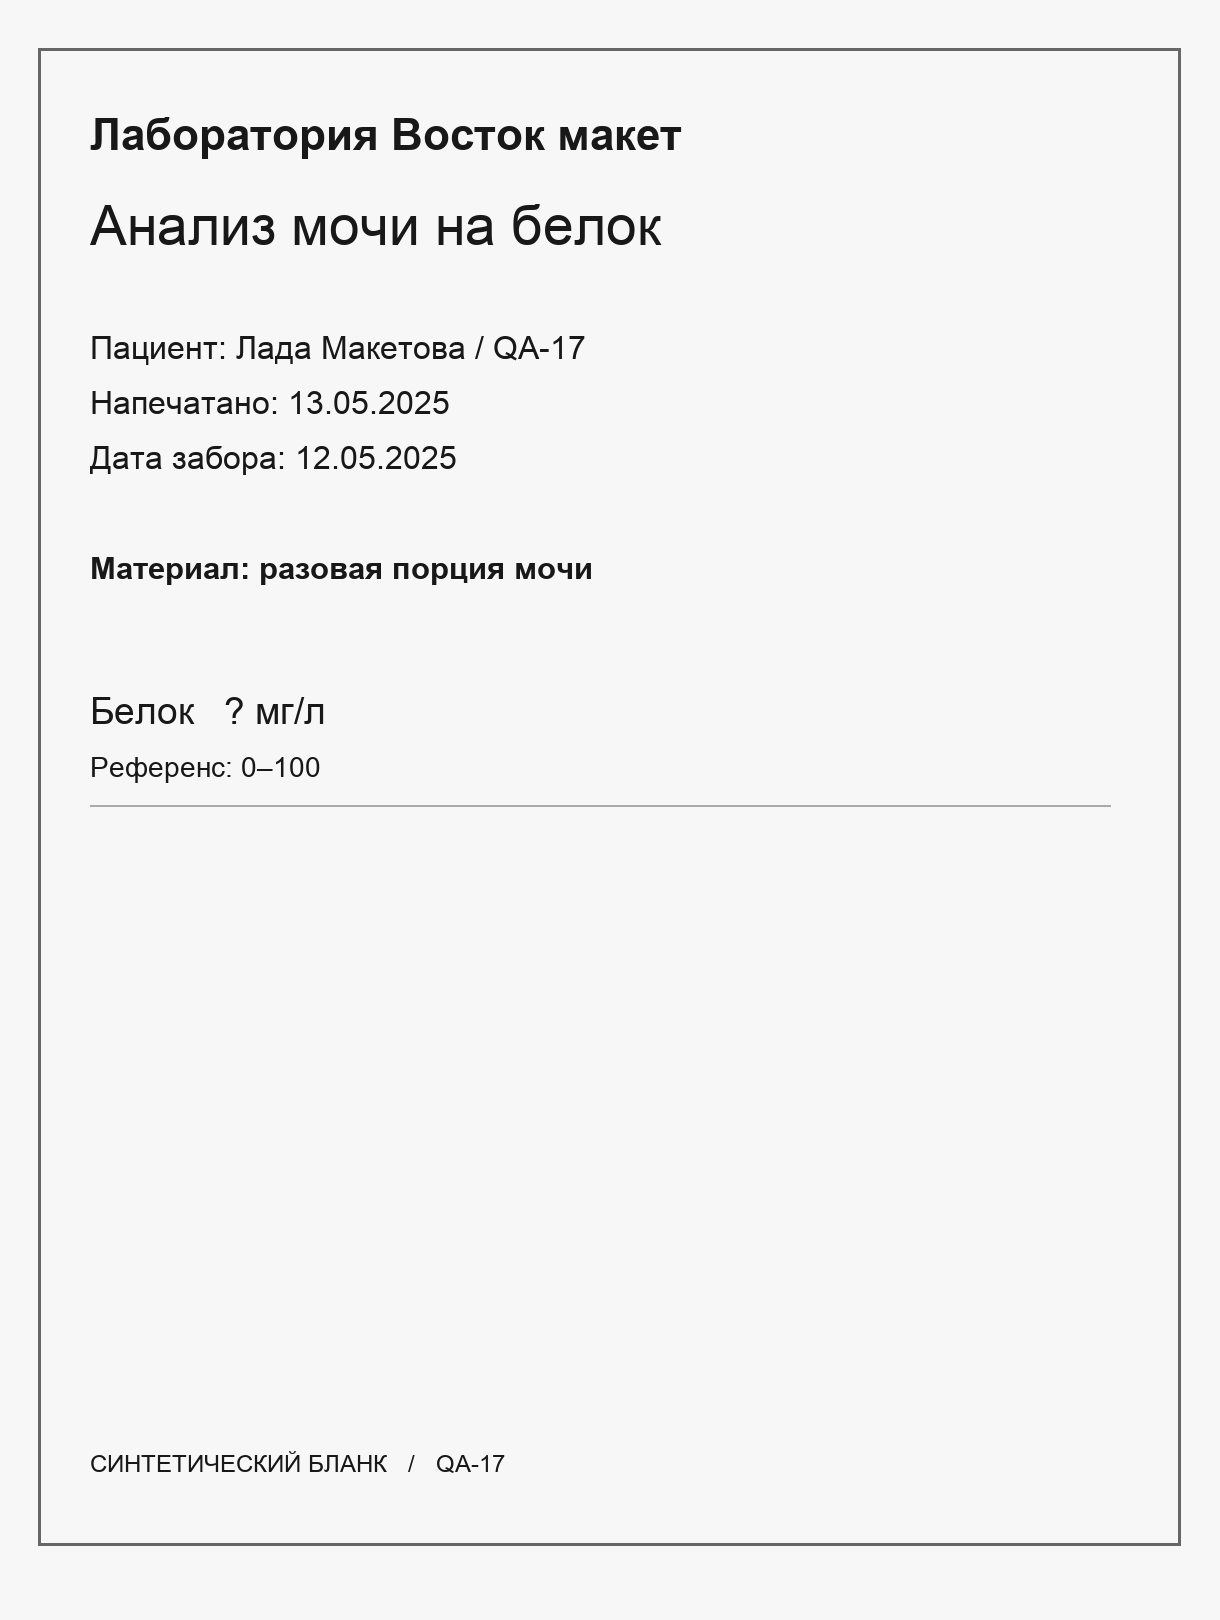 Лаборатория Восток макет
Анализ мочи на белок
Пациент: Лада Макетова / QA-17
Напечатано: 13.05.2025
Дата забора: 12.05.2025
Материал: разовая порция мочи
Белок ? мг/л
Референс: 0–100
СИНТЕТИЧЕСКИЙ БЛАНК / QA-17